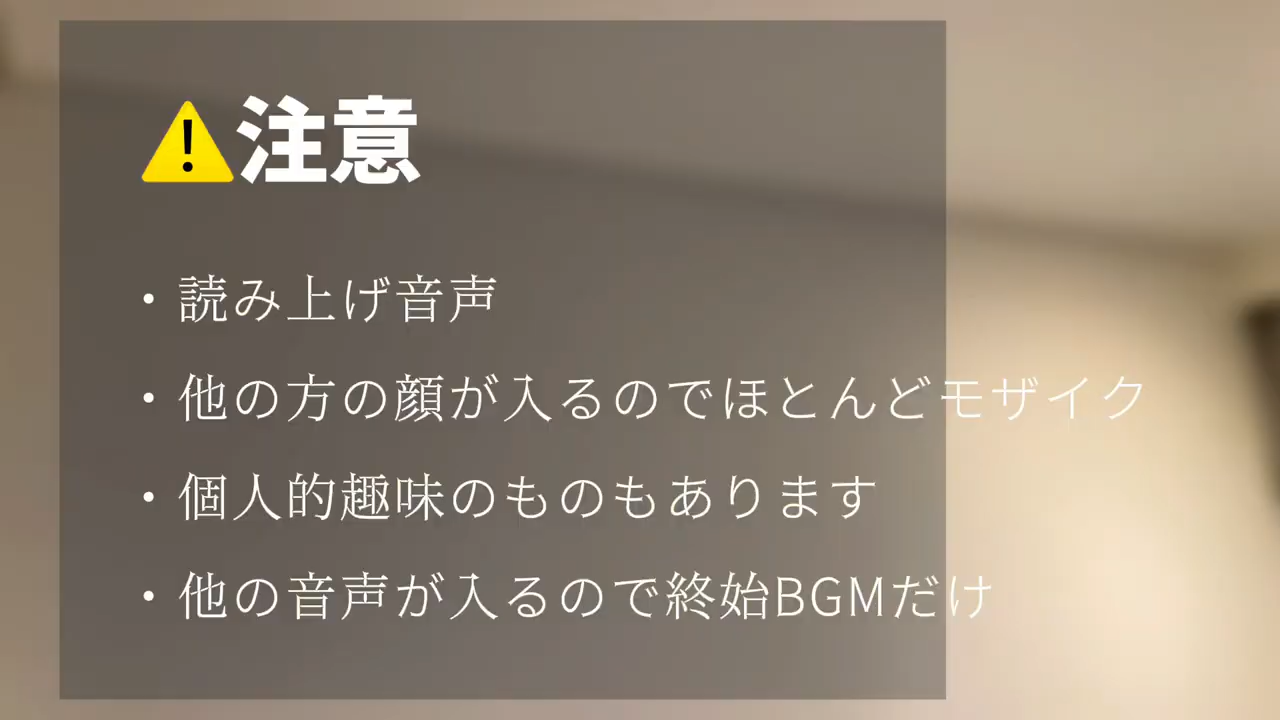 ⚠️注意
・読み上げ音声
・他の方の顔が入るのでほとんどモザイク
・個人的趣味のものもあります
・他の音声が入るので終始BGMだけ